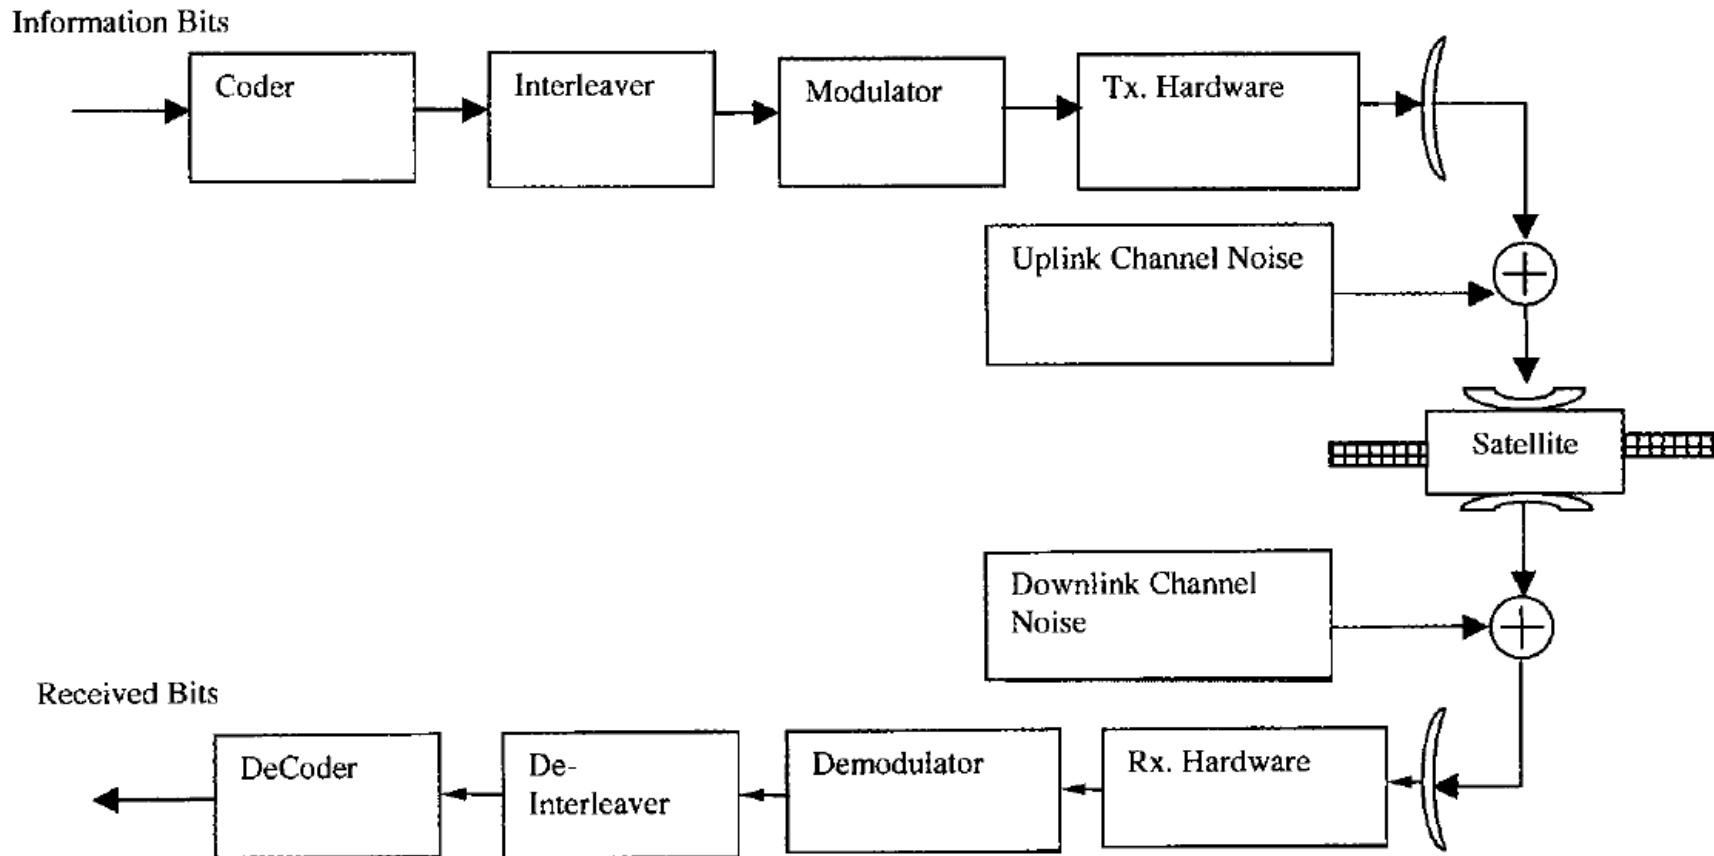 Information Bits
Coder
Interleaver
Modulator
Tx. Hardware
Uplink Channel Noise
Satellite
Downlink Channel
Noise
Received Bits
DeCoder
De-
Interleaver
Demodulator
Rx. Hardware